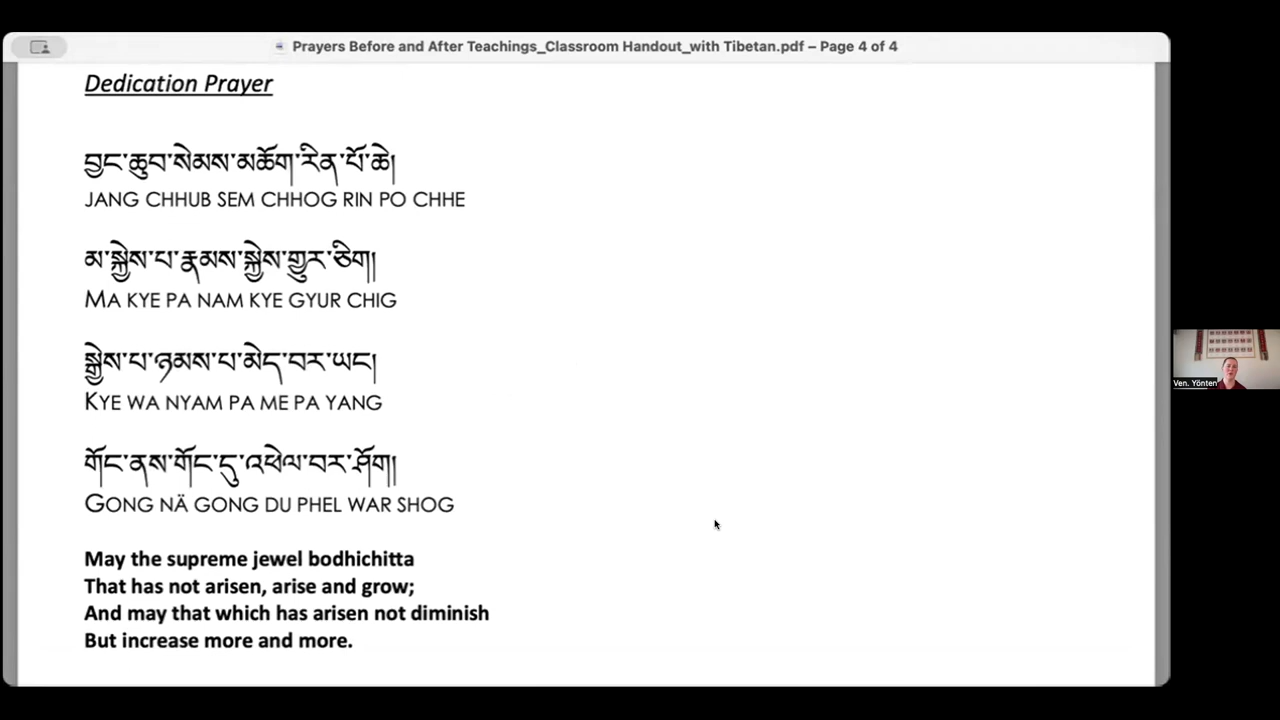 Prayers Before and After Teachings_Classroom Handout_with Tibetan.pdf – Page 4 of 4
Dedication Prayer
བྱང་ཆུབ་སེམས་མཆོག་རིན་པོ་ཆེ།
JANG CHHUB SEM CHHOG RIN PO CHHE
མ་སྐྱེས་པ་རྣམས་སྐྱེས་གྱུར་ཅིག།
MA KYE PA NAM KYE GYUR CHIG
སྐྱེས་པ་ཉམས་པ་མེད་བར་ཡང།
KYE WA NYAM PA ME PA YANG
གོང་ནས་གོང་དུ་འཕེལ་བར་ཤོག།
GONG NÄ GONG DU PHEL WAR SHOG
May the supreme jewel bodhichitta
That has not arisen, arise and grow;
And may that which has arisen not diminish
But increase more and more.
Ven. Yönten